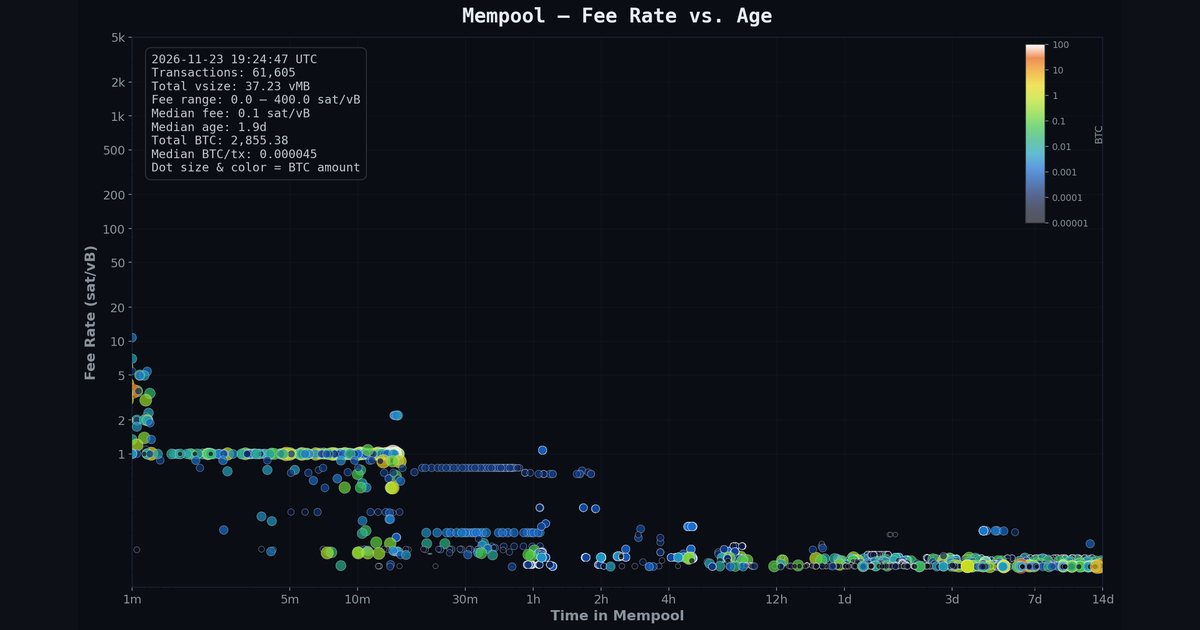 Mempool — Fee Rate vs. Age
2026-11-23 19:24:47 UTC
Transactions: 61,605
Total vsize: 37.23 vMB
Fee range: 0.0 — 400.0 sat/vB
Median fee: 0.1 sat/vB
Median age: 1.9d
Total BTC: 2,855.38
Median BTC/tx: 0.000045
Dot size & color = BTC amount
5k
2k
1k
500
200
100
50
20
10
5
2
1
Fee Rate (sat/vB)
100
10
1
0.1
0.01
0.001
0.0001
0.00001
BTC
1m 5m 10m 30m 1h 2h 4h 12h 1d 3d 7d 14d
Time in Mempool